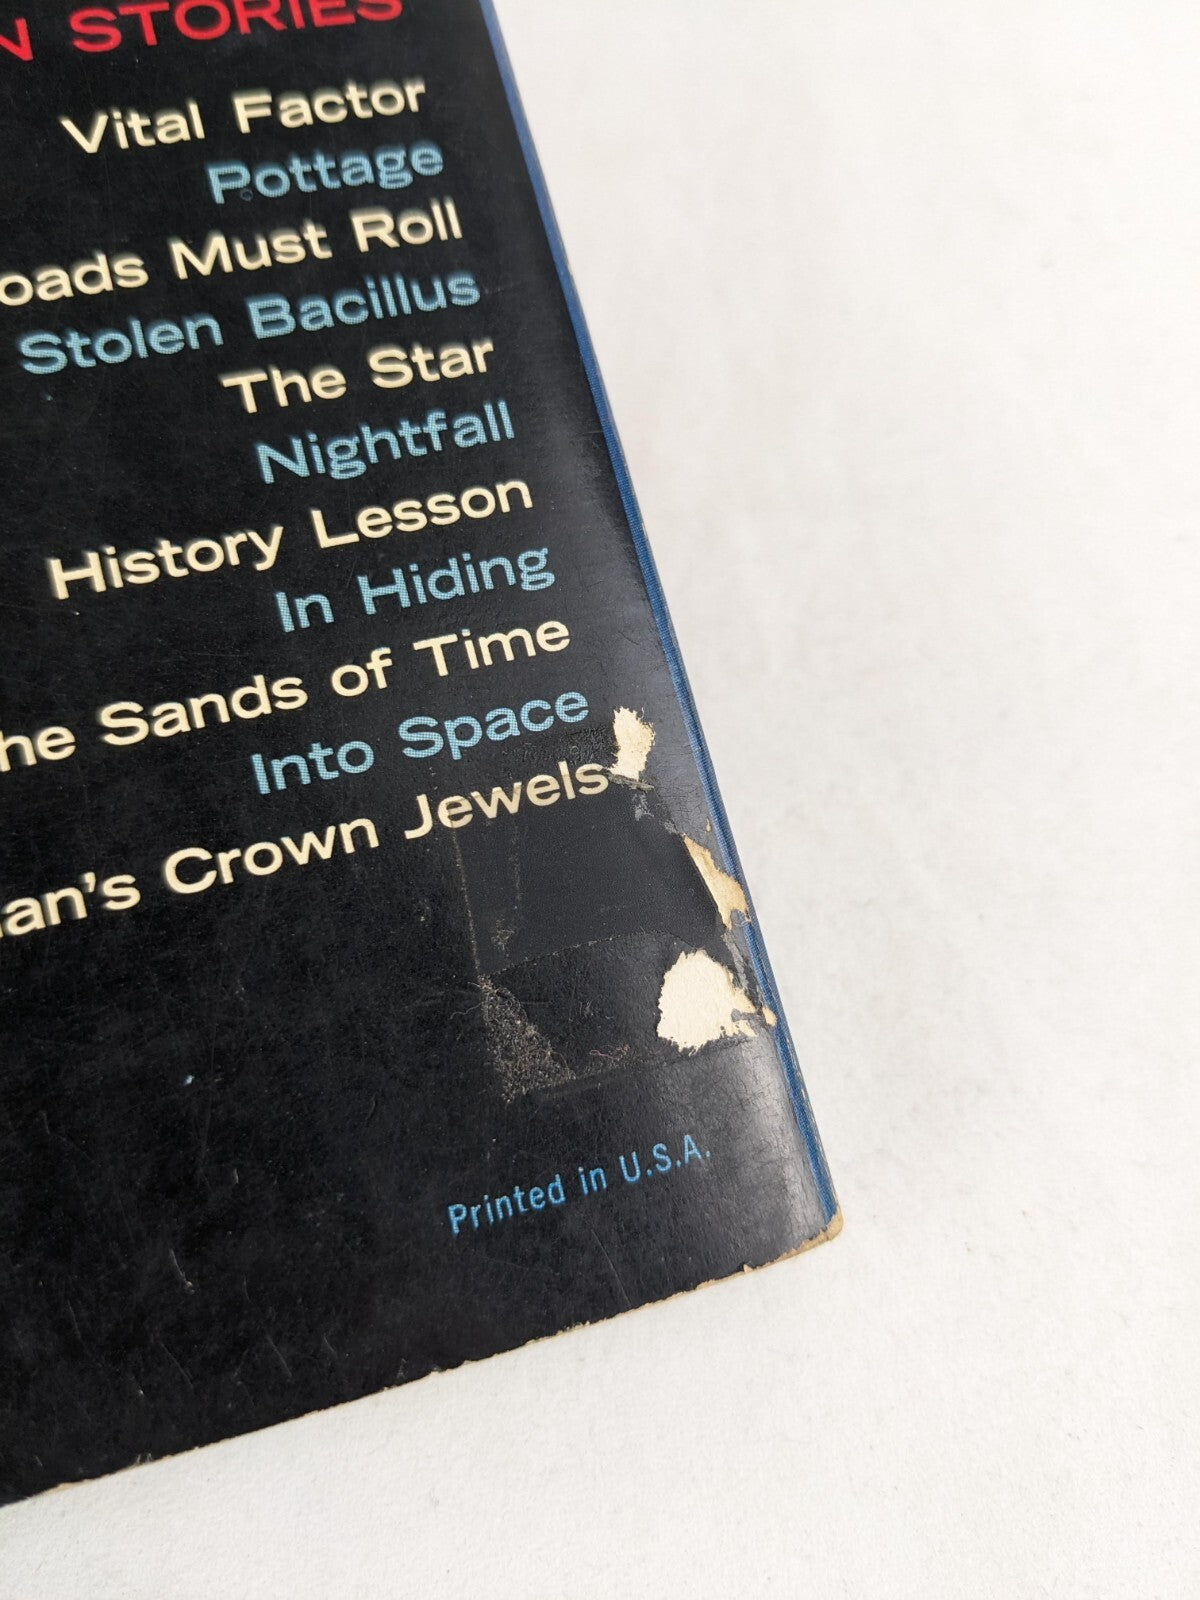 N STORIES
Vital Factor
Pottage
oads Must Roll
Stolen Bacillus
The Star
Nightfall
History Lesson
In Hiding
he Sands of Time
Into Space
an's Crown Jewels
Printed in U.S.A.